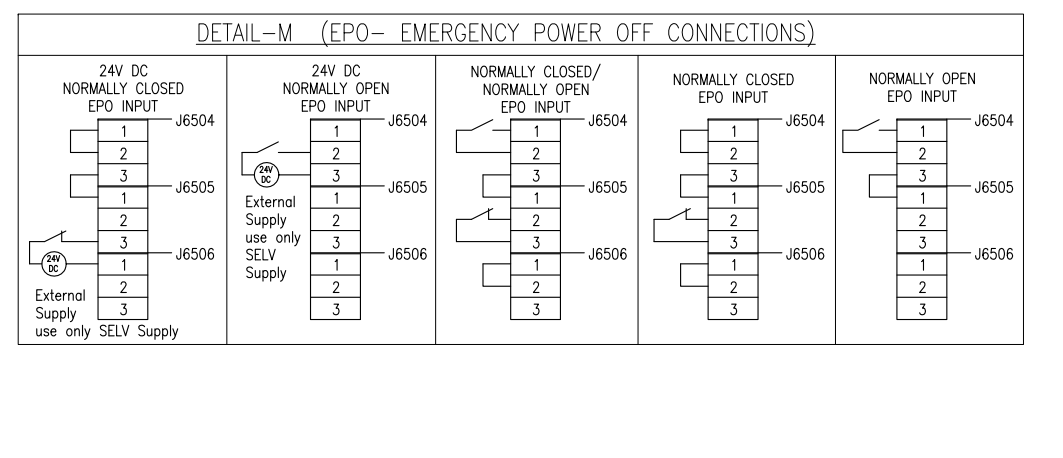 DETAIL-M (EPO- EMERGENCY POWER OFF CONNECTIONS)
24V DC
NORMALLY CLOSED
EPO INPUT
J6504
1
2
3
J6505
1
2
3
J6506
1
2
3
24V
DC
External
Supply
use only SELV Supply
24V DC
NORMALLY OPEN
EPO INPUT
J6504
1
2
3
J6505
1
2
3
J6506
1
2
3
24V
DC
External
Supply
use only
SELV
Supply
NORMALLY CLOSED/
NORMALLY OPEN
EPO INPUT
J6504
1
2
3
J6505
1
2
3
J6506
1
2
3
NORMALLY CLOSED
EPO INPUT
J6504
1
2
3
J6505
1
2
3
J6506
1
2
3
NORMALLY OPEN
EPO INPUT
J6504
1
2
3
J6505
1
2
3
J6506
1
2
3